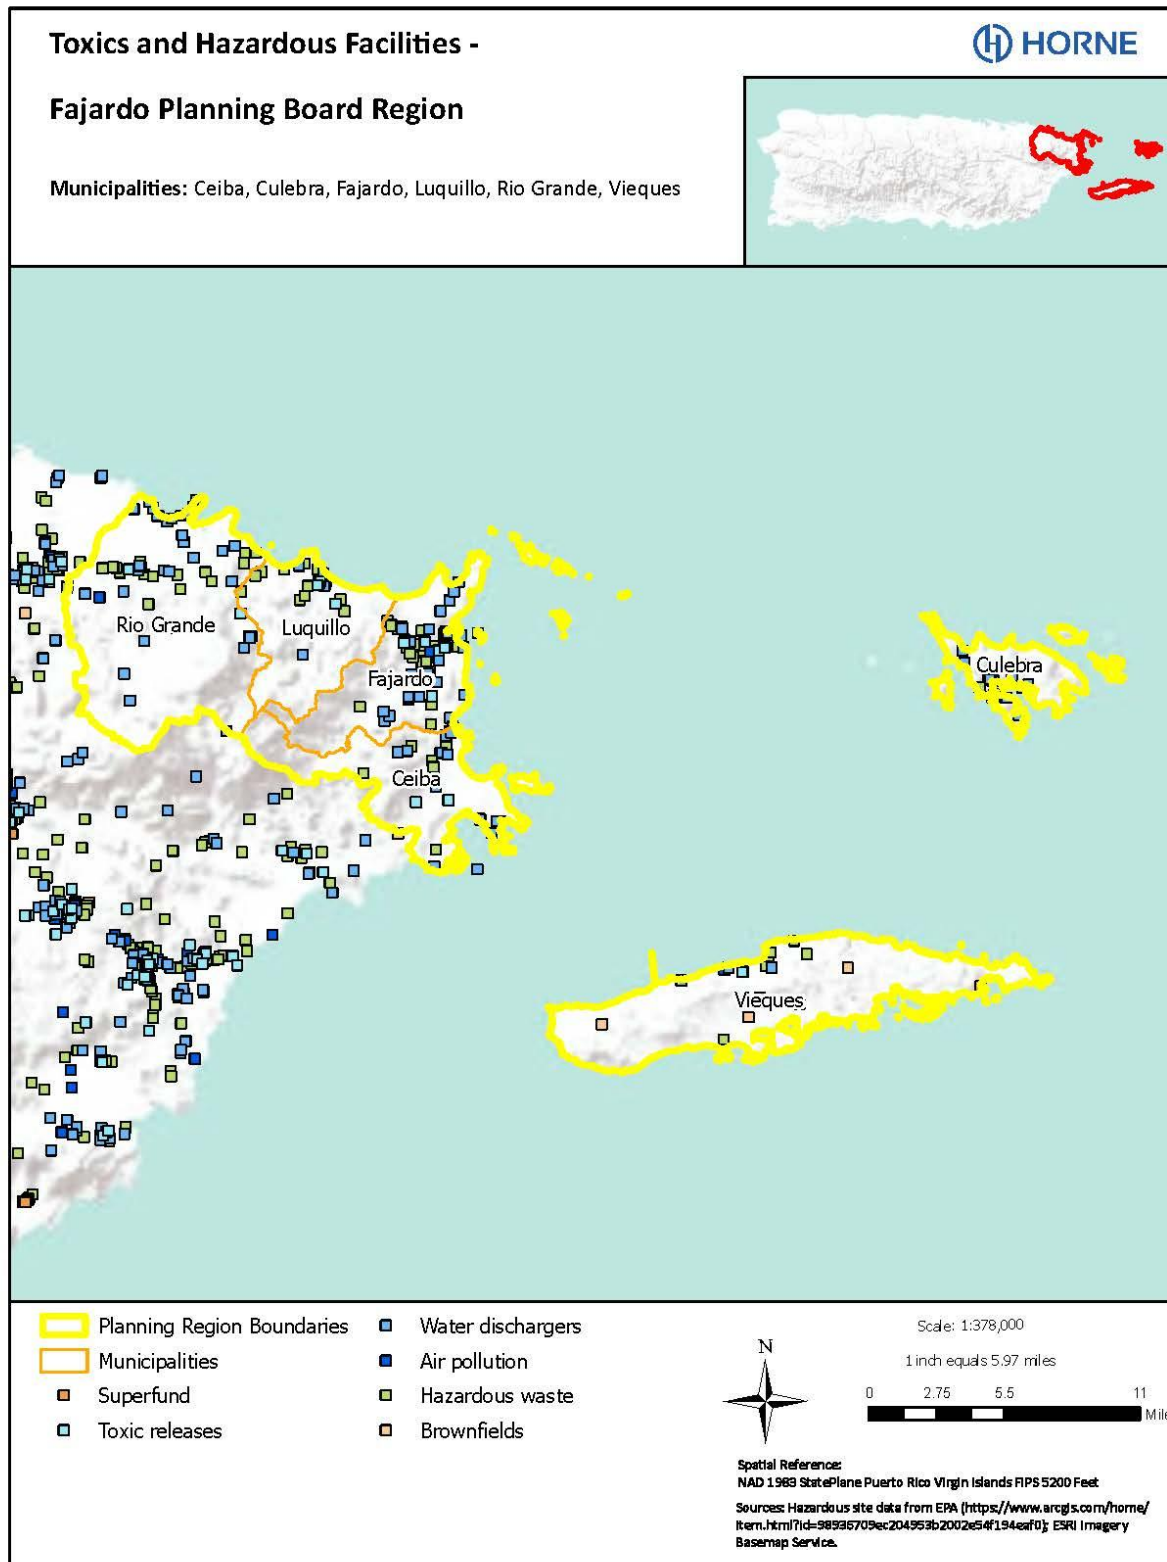 Toxics and Hazardous Facilities -
HORNE
Fajardo Planning Board Region
Municipalities: Ceiba, Culebra, Fajardo, Luquillo, Rio Grande, Vieques
Rio Grande
Luquillo
Fajardo
Culebra
Ceiba
Vieques
Planning Region Boundaries
Municipalities
Superfund
Toxic releases
Water dischargers
Air pollution
Hazardous waste
Brownfields
N
Scale: 1:378,000
1 inch equals 5.97 miles
0 2.75 5.5 11
Mile
Spatial Reference:
NAD 1983 StatePlane Puerto Rico Virgin Islands FIPS 5200 Feet
Sources: Hazardous site data from EPA (https://www.arcgis.com/home/
item.html?id=98936709ec204953b2002e54f194eaf0); ESRI Imagery
Basemap Service.